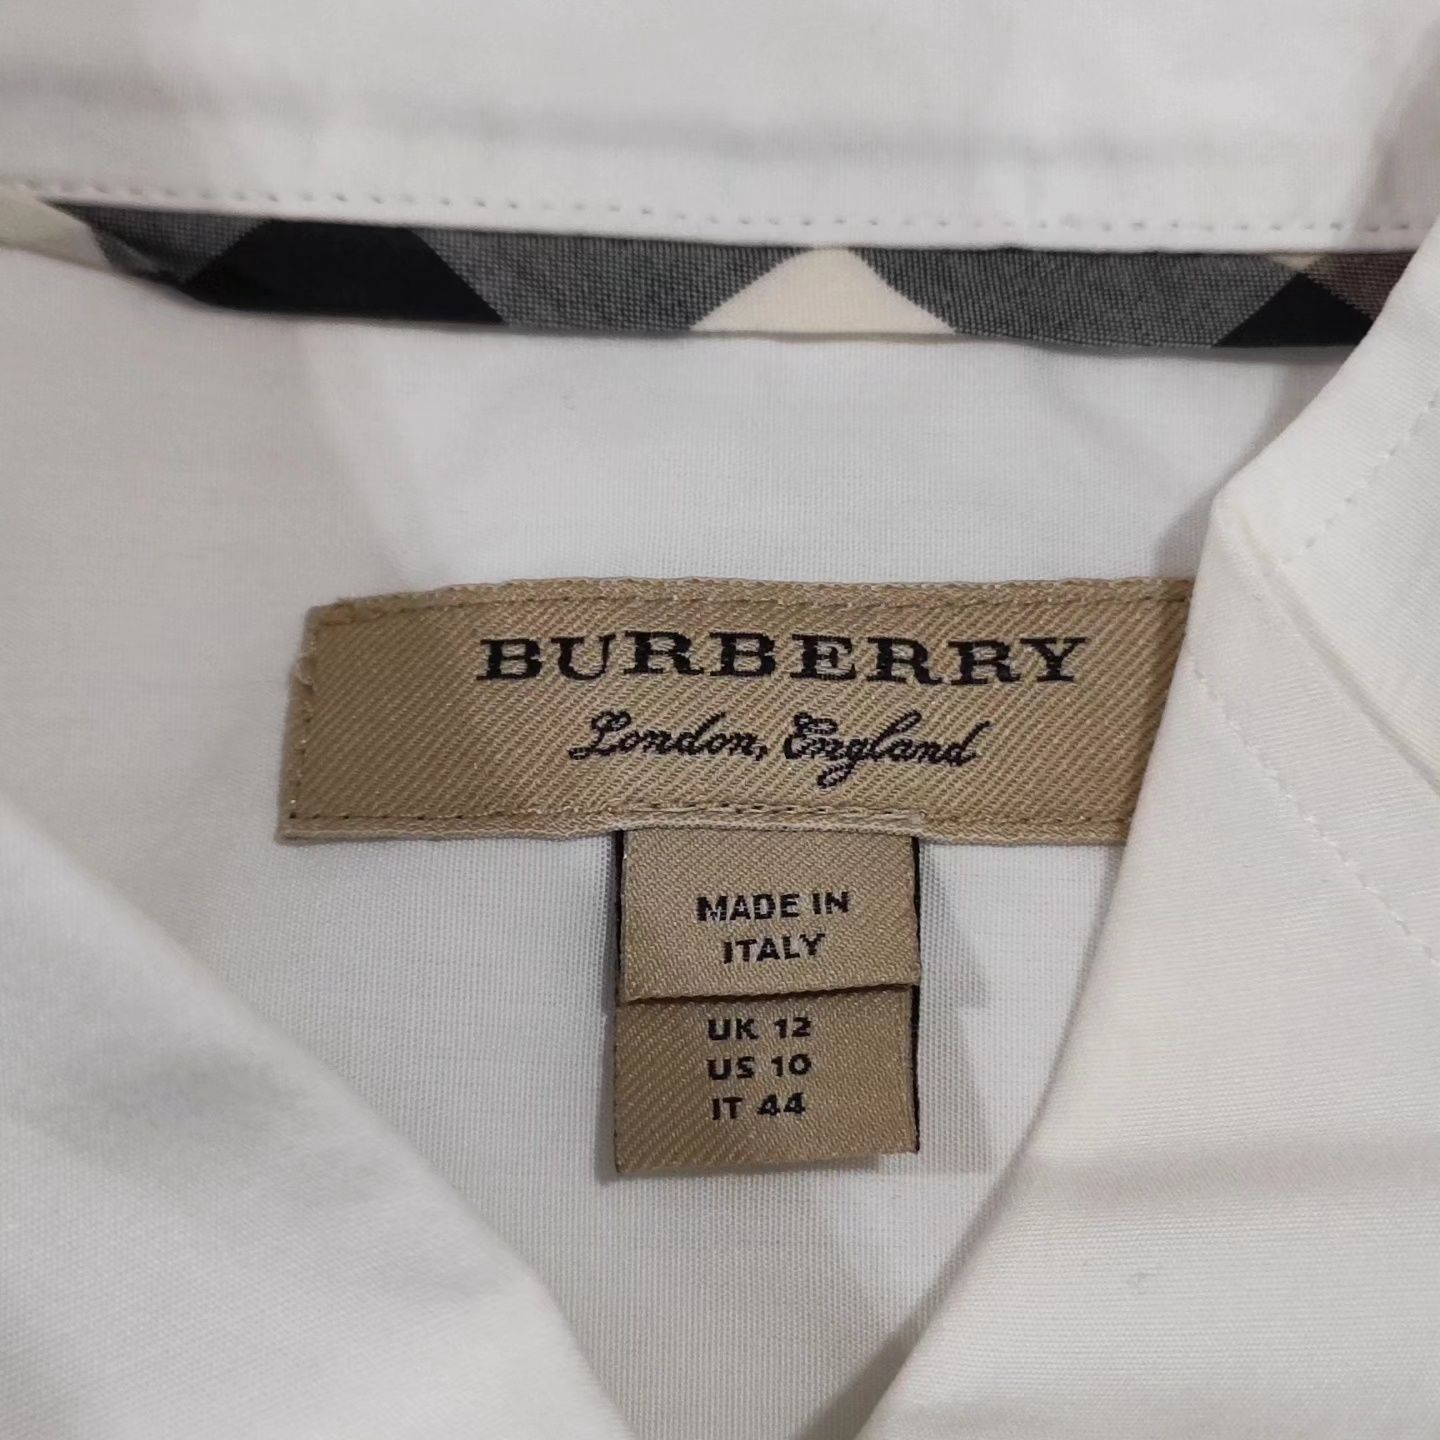 BURBERRY
London, England
MADE IN
ITALY
UK 12
US 10
IT 44